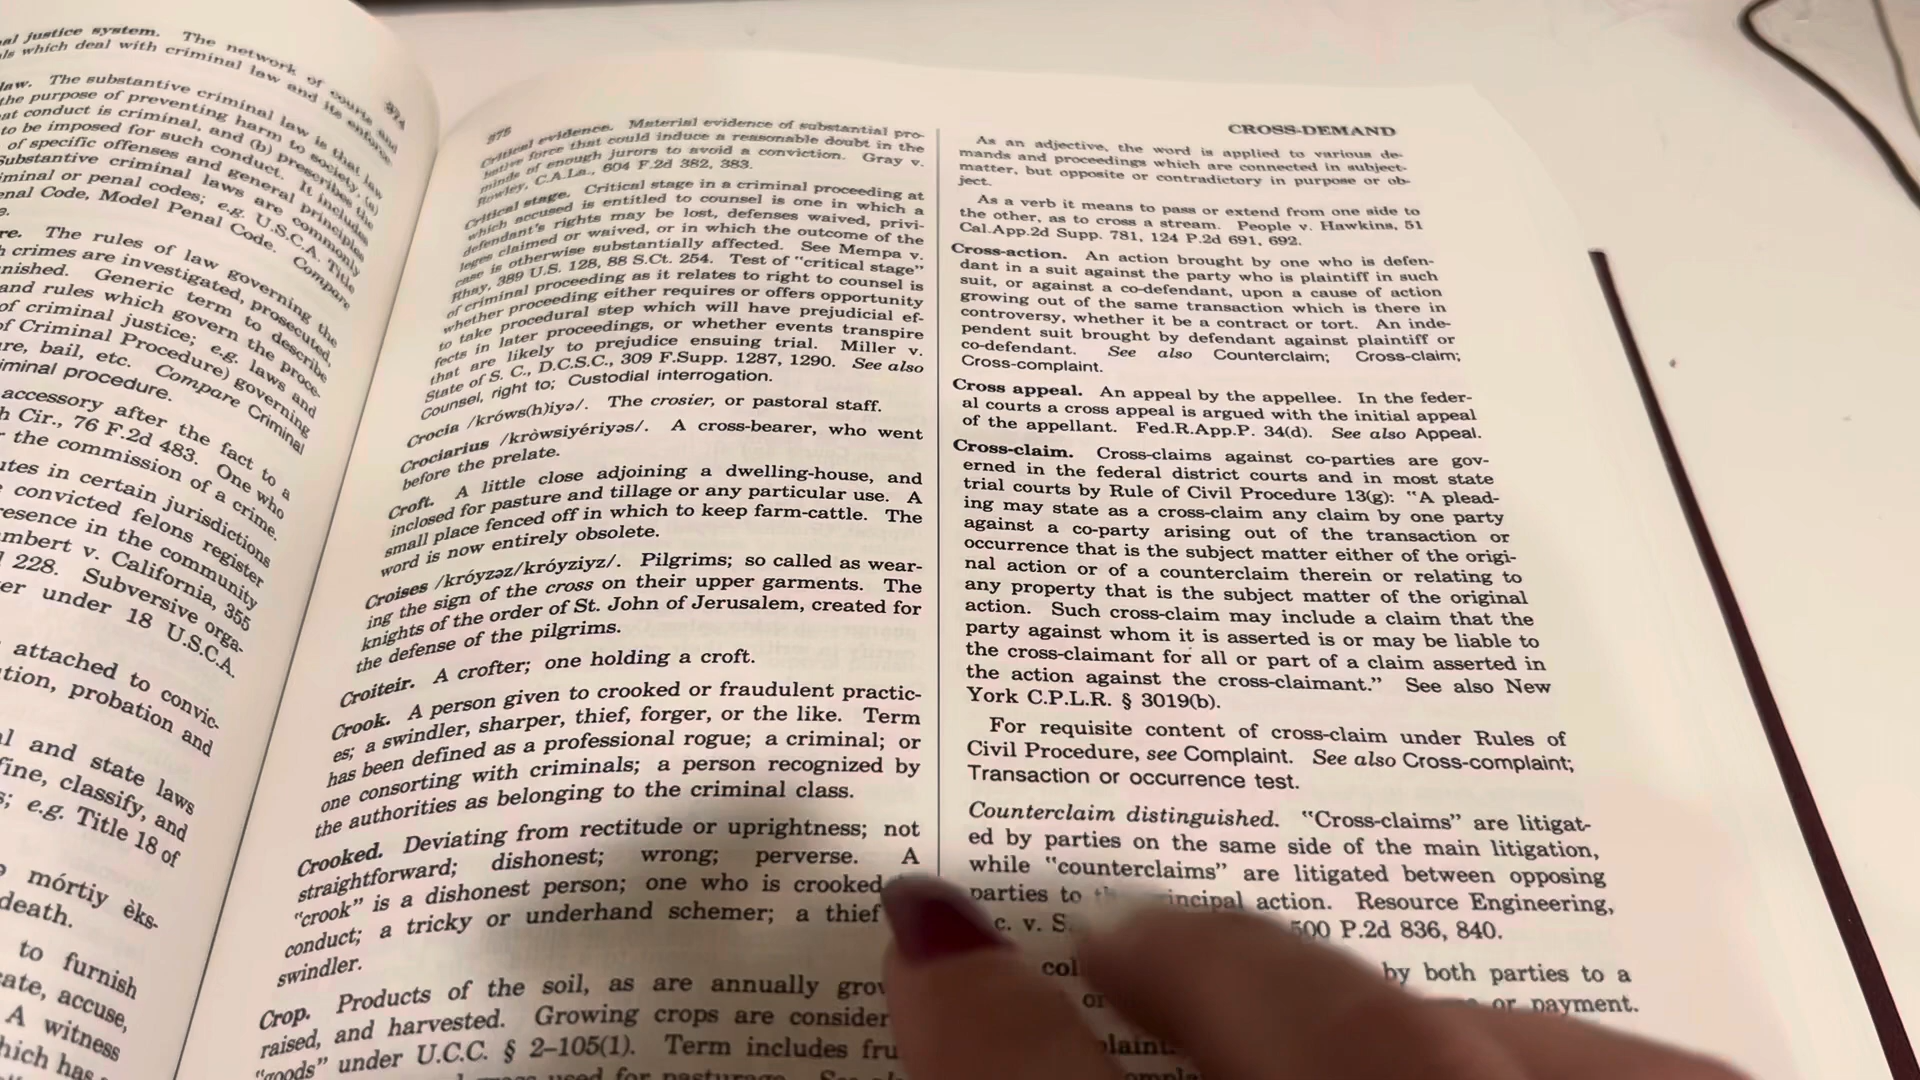 al justice system. The network of courts and
ls which deal with criminal law and its enforce-
374
law. The substantive criminal law is that law
the purpose of preventing harm to society, (a)
at conduct is criminal, and (b) prescribes the
to be imposed for such conduct. It includes
of specific offenses and general principles
Substantive criminal laws are commonly
iminal or penal codes; e.g. U.S.C.A. Title
enal Code, Model Penal Code. Compare
e.
re. The rules of law governing the
h crimes are investigated, prosecuted,
nished. Generic term to describe
and rules which govern the proce-
of criminal justice; e.g. laws and
of Criminal Procedure) governing
ure, bail, etc. Compare Criminal
iminal procedure.
accessory after the fact to a
h Cir., 76 F.2d 483. One who
r the commission of a crime.
utes in certain jurisdictions
convicted felons register
resence in the community
mbert v. California, 355
228. Subversive orga-
er under 18 U.S.C.A.
attached to convic-
tion, probation and
al and state laws
fine, classify, and
s; e.g. Title 18 of
mórtiy èks-
death.
to furnish
cate, accuse,
A witness
hich has
375
Critical evidence. Material evidence of substantial pro-
bative force that could induce a reasonable doubt in the
minds of enough jurors to avoid a conviction. Gray v.
Rowley, C.A.La., 604 F.2d 382, 383.
Critical stage. Critical stage in a criminal proceeding at
which accused is entitled to counsel is one in which a
defendant's rights may be lost, defenses waived, privi-
leges claimed or waived, or in which the outcome of the
case is otherwise substantially affected. See Mempa v.
Rhay, 389 U.S. 128, 88 S.Ct. 254. Test of "critical stage"
of criminal proceeding as it relates to right to counsel is
whether proceeding either requires or offers opportunity
to take procedural step which will have prejudicial ef-
fects in later proceedings, or whether events transpire
that are likely to prejudice ensuing trial. Miller v.
State of S. C., D.C.S.C., 309 F.Supp. 1287, 1290. See also
Counsel, right to; Custodial interrogation.
Crocia /króws(h)iyə/. The crosier, or pastoral staff.
Crociarius /kròwsiyériyəs/. A cross-bearer, who went
before the prelate.
Croft. A little close adjoining a dwelling-house, and
inclosed for pasture and tillage or any particular use. A
small place fenced off in which to keep farm-cattle. The
word is now entirely obsolete.
Croises /króyzəz/króyziyz/. Pilgrims; so called as wear-
ing the sign of the cross on their upper garments. The
knights of the order of St. John of Jerusalem, created for
the defense of the pilgrims.
Croiteir. A crofter; one holding a croft.
Crook. A person given to crooked or fraudulent practic-
es; a swindler, sharper, thief, forger, or the like. Term
has been defined as a professional rogue; a criminal; or
one consorting with criminals; a person recognized by
the authorities as belonging to the criminal class.
Crooked. Deviating from rectitude or uprightness; not
straightforward; dishonest; wrong; perverse. A
"crook" is a dishonest person; one who is crooked
conduct; a tricky or underhand schemer; a thief
swindler.
Crop. Products of the soil, as are annually grov
raised, and harvested. Growing crops are consider
"goods" under U.C.C. § 2–105(1). Term includes fru
used for pasturage.
CROSS-DEMAND
As an adjective, the word is applied to various de-
mands and proceedings which are connected in subject-
matter, but opposite or contradictory in purpose or ob-
ject.
As a verb it means to pass or extend from one side to
the other, as to cross a stream. People v. Hawkins, 51
Cal.App.2d Supp. 781, 124 P.2d 691, 692.
Cross-action. An action brought by one who is defen-
dant in a suit against the party who is plaintiff in such
suit, or against a co-defendant, upon a cause of action
growing out of the same transaction which is there in
controversy, whether it be a contract or tort. An inde-
pendent suit brought by defendant against plaintiff or
co-defendant. See also Counterclaim; Cross-claim;
Cross-complaint.
Cross appeal. An appeal by the appellee. In the feder-
al courts a cross appeal is argued with the initial appeal
of the appellant. Fed.R.App.P. 34(d). See also Appeal.
Cross-claim. Cross-claims against co-parties are gov-
erned in the federal district courts and in most state
trial courts by Rule of Civil Procedure 13(g): "A plead-
ing may state as a cross-claim any claim by one party
against a co-party arising out of the transaction or
occurrence that is the subject matter either of the origi-
nal action or of a counterclaim therein or relating to
any property that is the subject matter of the original
action. Such cross-claim may include a claim that the
party against whom it is asserted is or may be liable to
the cross-claimant for all or part of a claim asserted in
the action against the cross-claimant." See also New
York C.P.L.R. § 3019(b).
For requisite content of cross-claim under Rules of
Civil Procedure, see Complaint. See also Cross-complaint;
Transaction or occurrence test.
Counterclaim distinguished. "Cross-claims" are litigat-
ed by parties on the same side of the main litigation,
while "counterclaims" are litigated between opposing
parties to incipal action. Resource Engineering,
c. v. S. 500 P.2d 836, 840.
col by both parties to a
or or payment.
plaint